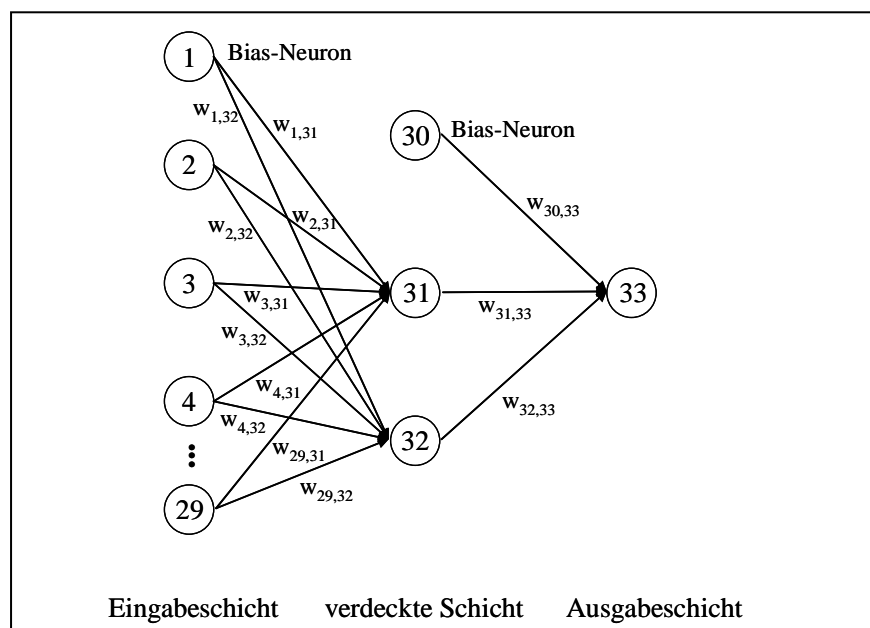 1 Bias-Neuron
w1,32
w1,31
30 Bias-Neuron
2
w2,32
w2,31
w30,33
3
w3,31
w3,32
31
w31,33
33
4
w4,31
w4,32
32
w32,33
w29,31
29
w29,32
Eingabeschicht verdeckte Schicht Ausgabeschicht